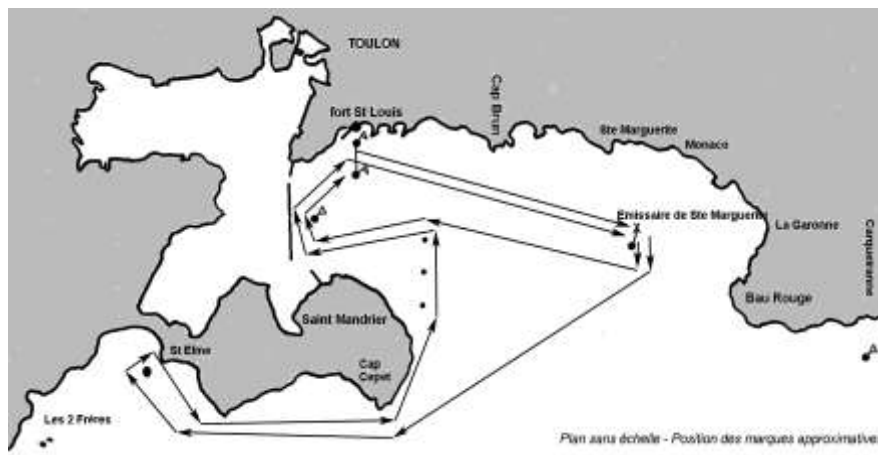 TOULON
fort St Louis
Cap Brun
Ste Marguerite
Monaco
Emissaire de Ste Marguerite
La Garonne
Carqueiranne
Bau Rouge
Saint Mandrier
St Elme
Cap
Cepet
Les 2 Frères
Plan sans échelle - Position des marques approximative